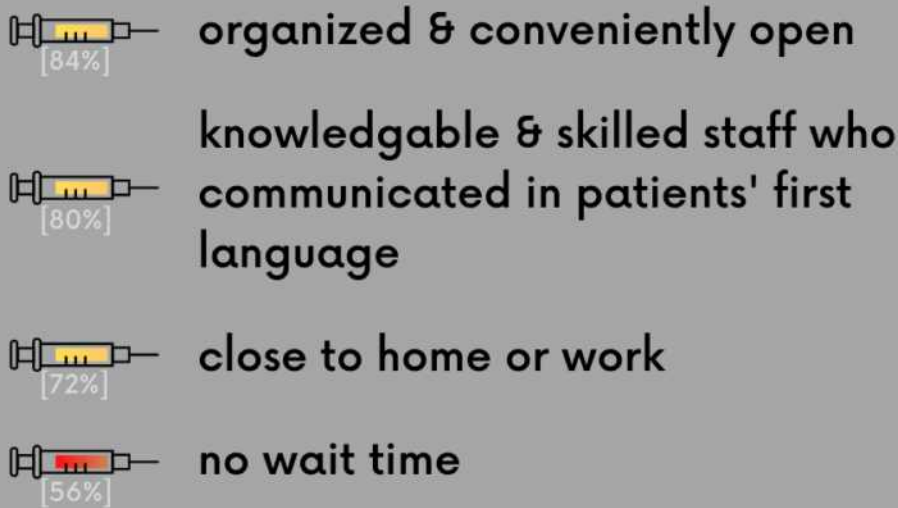 organized & conveniently open
[84%]
knowledgable & skilled staff who
communicated in patients' first
[80%]
language
close to home or work
[72%]
no wait time
[56%]